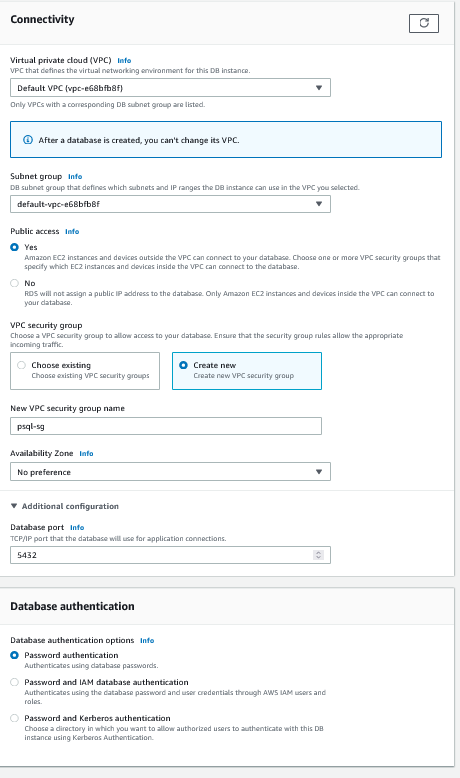 Connectivity
Virtual private cloud (VPC) Info
VPC that defines the virtual networking environment for this DB instance.
Default VPC (vpc-e68bfb8f)
Only VPCs with a corresponding DB subnet group are listed.
After a database is created, you can't change its VPC.
Subnet group Info
DB subnet group that defines which subnets and IP ranges the DB instance can use in the VPC you selected.
default-vpc-e68bfb8f
Public access Info
Yes
Amazon EC2 instances and devices outside the VPC can connect to your database. Choose one or more VPC security groups that
specify which EC2 instances and devices inside the VPC can connect to the database.
No
RDS will not assign a public IP address to the database. Only Amazon EC2 instances and devices inside the VPC can connect to
your database.
VPC security group
Choose a VPC security group to allow access to your database. Ensure that the security group rules allow the appropriate
incoming traffic.
Choose existing
Choose existing VPC security groups
Create new
Create new VPC security group
New VPC security group name
psql-sg
Availability Zone Info
No preference
Additional configuration
Database port Info
TCP/IP port that the database will use for application connections.
5432
Database authentication
Database authentication options Info
Password authentication
Authenticates using database passwords.
Password and IAM database authentication
Authenticates using the database password and user credentials through AWS IAM users and
roles.
Password and Kerberos authentication
Choose a directory in which you want to allow authorized users to authenticate with this DB
instance using Kerberos Authentication.